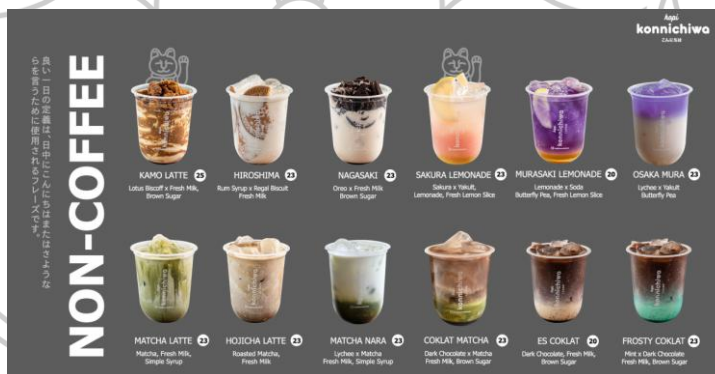 kopi
konnichiwa
こんにちは
NON-COFFEE
良い一日の定義は、日中にこんにちはまたはさような
らを言うために使用されるフレーズです。
KAMO LATTE 25
Lotus Biscoff x Fresh Milk,
Brown Sugar
HIROSHIMA 23
Rum Syrup x Regal Biscuit
Fresh Milk
NAGASAKI 23
Oreo x Fresh Milk
Brown Sugar
SAKURA LEMONADE 23
Sakura x Yakult,
Lemonade, Fresh Lemon Slice
MURASAKI LEMONADE 20
Lemonade x Soda
Butterfly Pea, Fresh Lemon Slice
OSAKA MURA 23
Lychee x Yakult
Butterfly Pea
MATCHA LATTE 23
Matcha, Fresh Milk,
Simple Syrup
HOJICHA LATTE 23
Roasted Matcha,
Fresh Milk
MATCHA NARA 23
Lychee x Matcha
Fresh Milk, Simple Syrup
COKLAT MATCHA 23
Dark Chocolate x Matcha
Fresh Milk, Brown Sugar
ES COKLAT 20
Dark Chocolate, Fresh Milk,
Brown Sugar
FROSTY COKLAT 23
Mint x Dark Chocolate
Fresh Milk, Brown Sugar